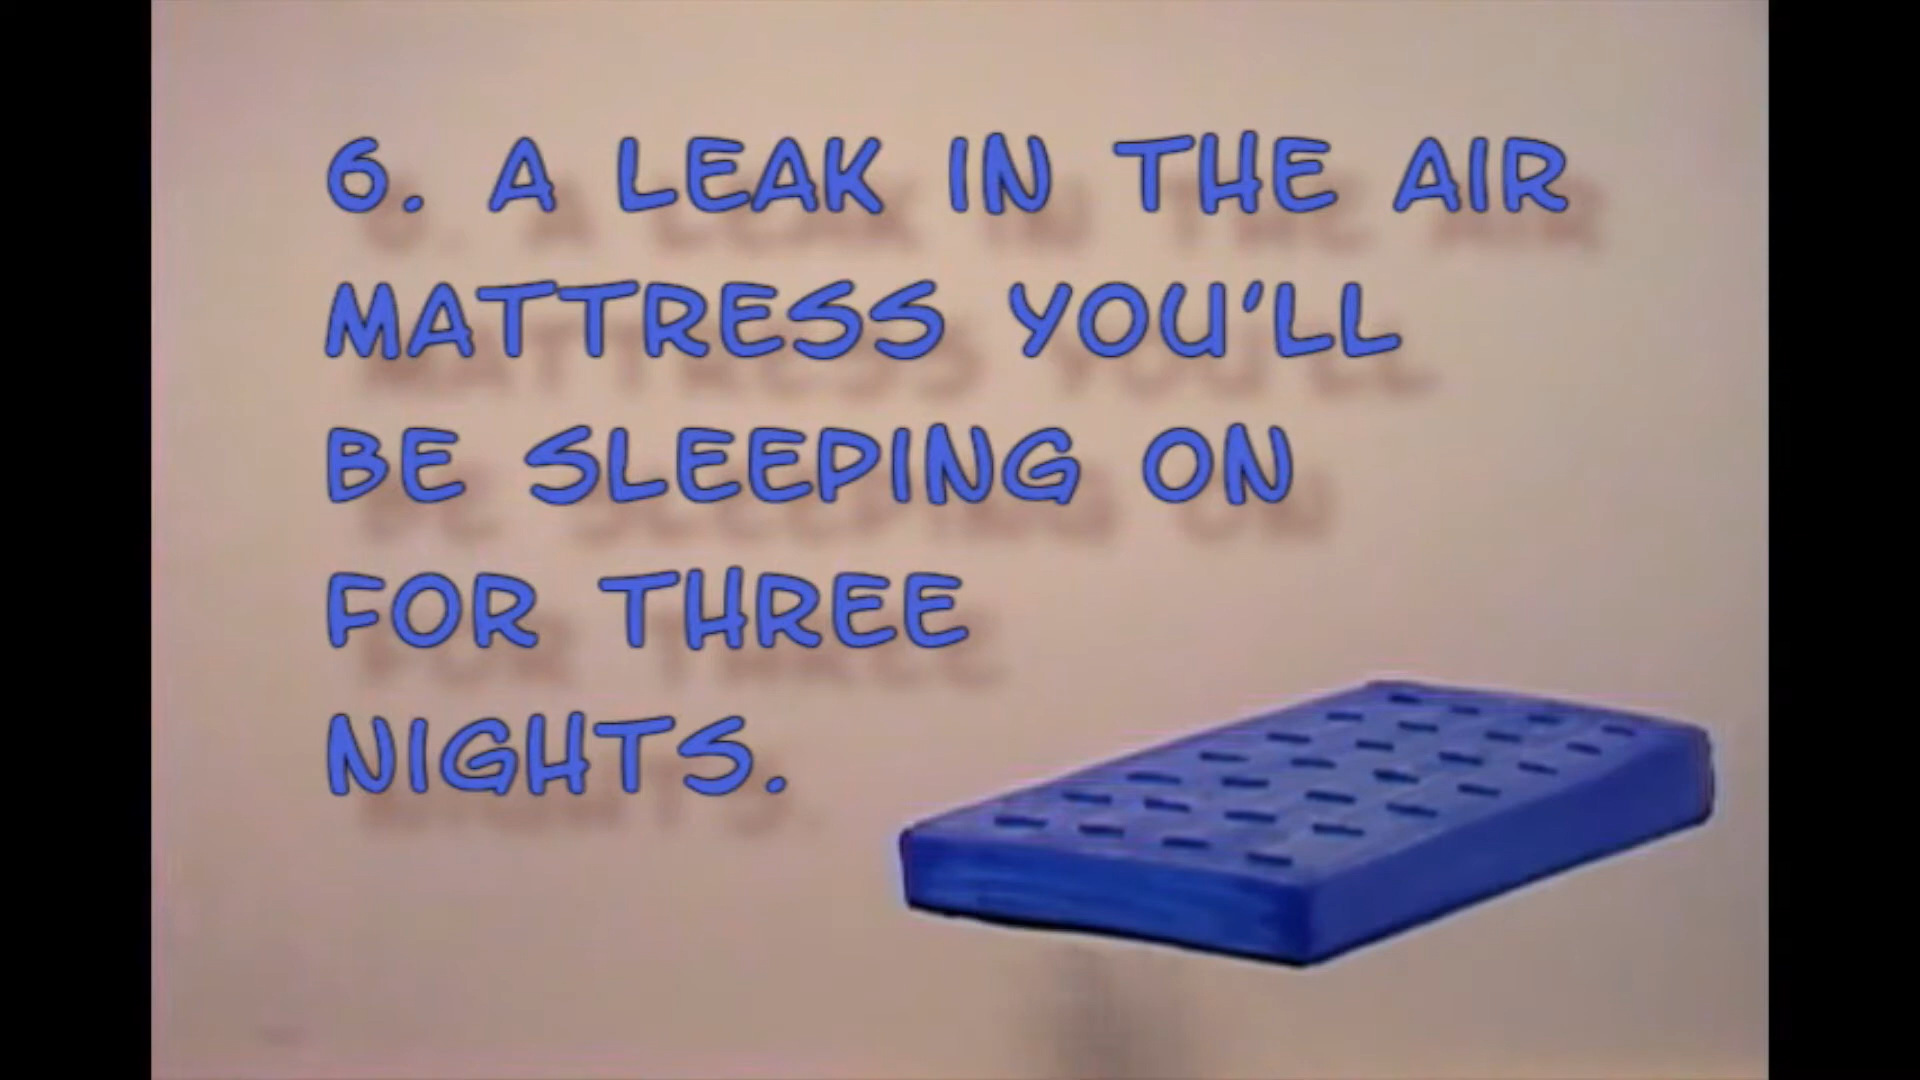 6. A LEAK IN THE AIR
MATTRESS YOU'LL
BE SLEEPING ON
FOR THREE
NIGHTS.